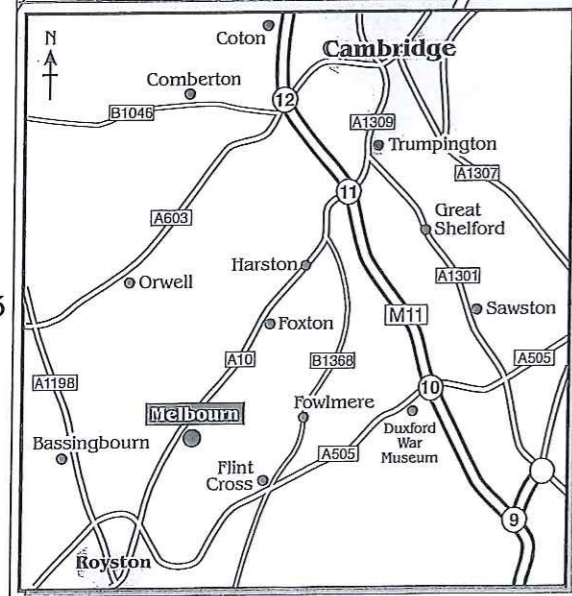 N
Coton
Cambridge
Comberton
12
B1046
A1309
Trumpington
A1307
11
A603
Great
Shelford
Harston
A1301
Orwell
M11
Sawston
Foxton
A505
A10
B1368
A1198
10
Melbourn
Fowlmere
Duxford
War
Museum
Bassingbourn
A505
Flint
Cross
9
Royston